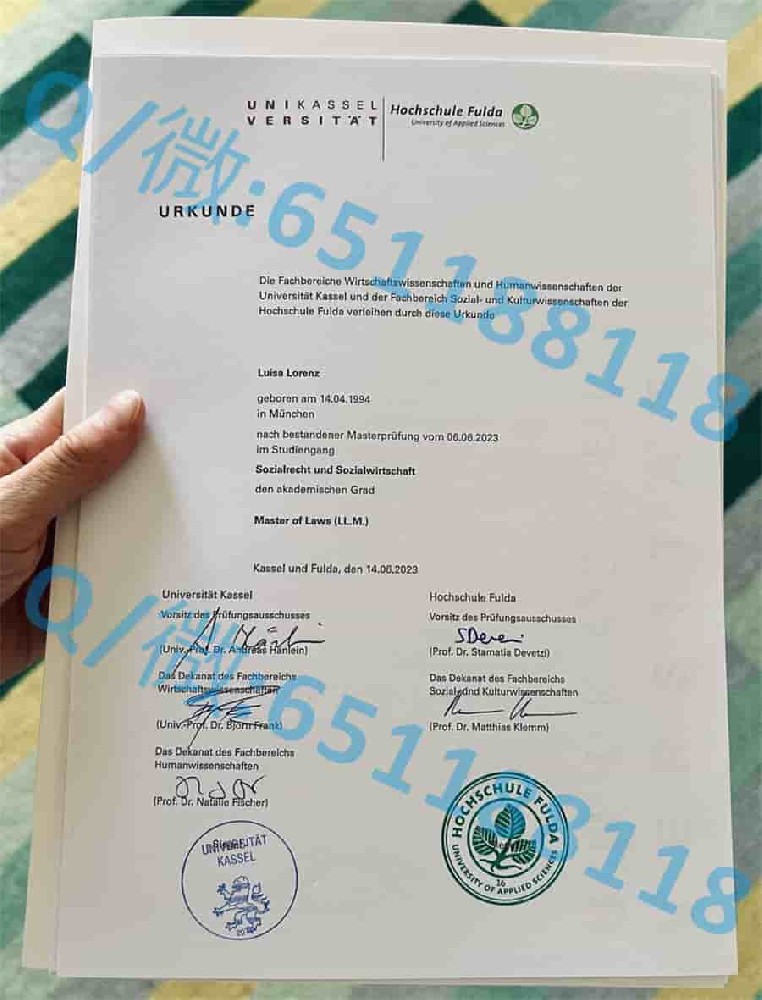 UNIKASSEL
VERSITÄT
Hochschule Fulda
University of Applied Sciences
Q/微:651188118
URKUNDE
Die Fachbereiche Wirtschaftswissenschaften und Humanwissenschaften der
Universität Kassel und der Fachbereich Sozial- und Kulturwissenschaften der
Hochschule Fulda verleihen durch diese Urkunde
Luisa Lorenz
geboren am 14.04.1994
in München
nach bestandener Masterprüfung vom 06.06.2023
im Studiengang
Sozialrecht und Sozialwirtschaft
den akademischen Grad
Master of Laws (LL.M.)
Kassel und Fulda, den 14.06.2023
Universität Kassel
Vorsitz des Prüfungsausschusses
(Univ.-Prof. Dr. Andreas Hänlein)
Das Dekanat des Fachbereichs
Wirtschaftswissenschaften
(Univ.-Prof. Dr. Björn Frank)
Das Dekanat des Fachbereichs
Humanwissenschaften
(Prof. Dr. Natalie Fischer)
Hochschule Fulda
Vorsitz des Prüfungsausschusses
(Prof. Dr. Stamatia Devetzi)
Das Dekanat des Fachbereichs
Sozial- und Kulturwissenschaften
(Prof. Dr. Matthias Klemm)
Q/微:651188118
UNIVERSITÄT
KASSEL
HOCHSCHULE FULDA
UNIVERSITY OF APPLIED SCIENCES
16